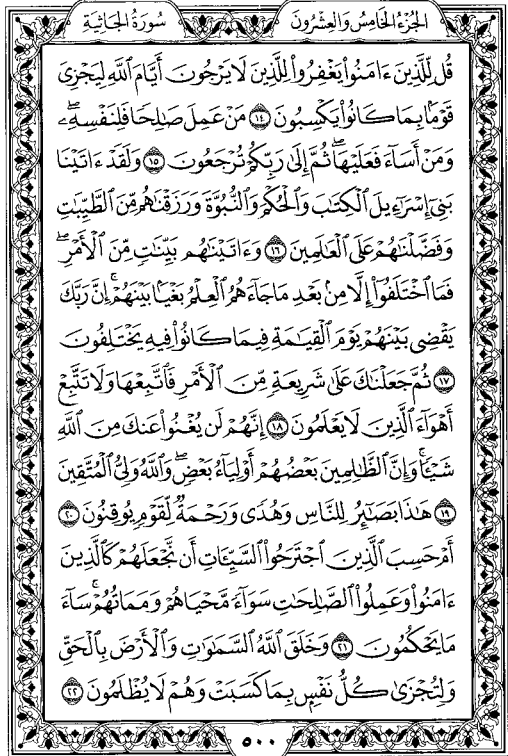 سُورَةُ الجَاثِيَةِ
الجُزْءُ الخَامِسُ وَالعِشْرُونَ
قُل لِّلَّذِينَ ءَامَنُوا۟ يَغْفِرُوا۟ لِلَّذِينَ لَا يَرْجُونَ أَيَّامَ ٱللَّهِ لِيَجْزِىَ
قَوْمًۢا بِمَا كَانُوا۟ يَكْسِبُونَ ١٤ مَنْ عَمِلَ صَـٰلِحًا فَلِنَفْسِهِۦۖ
وَمَنْ أَسَآءَ فَعَلَيْهَاۖ ثُمَّ إِلَىٰ رَبِّكُمْ تُرْجَعُونَ ١٥ وَلَقَدْ ءَاتَيْنَا
بَنِىٓ إِسْرَٰٓءِيلَ ٱلْكِتَـٰبَ وَٱلْحُكْمَ وَٱلنُّبُوَّةَ وَرَزَقْنَـٰهُم مِّنَ ٱلطَّيِّبَـٰتِ
وَفَضَّلْنَـٰهُمْ عَلَى ٱلْعَـٰلَمِينَ ١٦ وَءَاتَيْنَـٰهُم بَيِّنَـٰتٍ مِّنَ ٱلْأَمْرِۖ
فَمَا ٱخْتَلَفُوٓا۟ إِلَّا مِنۢ بَعْدِ مَا جَآءَهُمُ ٱلْعِلْمُ بَغْيًۢا بَيْنَهُمْۚ إِنَّ رَبَّكَ
يَقْضِى بَيْنَهُمْ يَوْمَ ٱلْقِيَـٰمَةِ فِيمَا كَانُوا۟ فِيهِ يَخْتَلِفُونَ
١٧ ثُمَّ جَعَلْنَـٰكَ عَلَىٰ شَرِيعَةٍ مِّنَ ٱلْأَمْرِ فَٱتَّبِعْهَا وَلَا تَتَّبِعْ
أَهْوَآءَ ٱلَّذِينَ لَا يَعْلَمُونَ ١٨ إِنَّهُمْ لَن يُغْنُوا۟ عَنكَ مِنَ ٱللَّهِ
شَيْـًٔاۚ وَإِنَّ ٱلظَّـٰلِمِينَ بَعْضُهُمْ أَوْلِيَآءُ بَعْضٍۖ وَٱللَّهُ وَلِىُّ ٱلْمُتَّقِينَ
١٩ هَـٰذَا بَصَـٰٓئِرُ لِلنَّاسِ وَهُدًى وَرَحْمَةٌ لِّقَوْمٍ يُوقِنُونَ ٢٠
أَمْ حَسِبَ ٱلَّذِينَ ٱجْتَرَحُوا۟ ٱلسَّيِّـَٔاتِ أَن نَّجْعَلَهُمْ كَٱلَّذِينَ
ءَامَنُوا۟ وَعَمِلُوا۟ ٱلصَّـٰلِحَـٰتِ سَوَآءً مَّحْيَاهُمْ وَمَمَاتُهُمْۚ سَآءَ
مَا يَحْكُمُونَ ٢١ وَخَلَقَ ٱللَّهُ ٱلسَّمَـٰوَٰتِ وَٱلْأَرْضَ بِٱلْحَقِّ
وَلِتُجْزَىٰ كُلُّ نَفْسٍۭ بِمَا كَسَبَتْ وَهُمْ لَا يُظْلَمُونَ ٢٢
٥٠٠